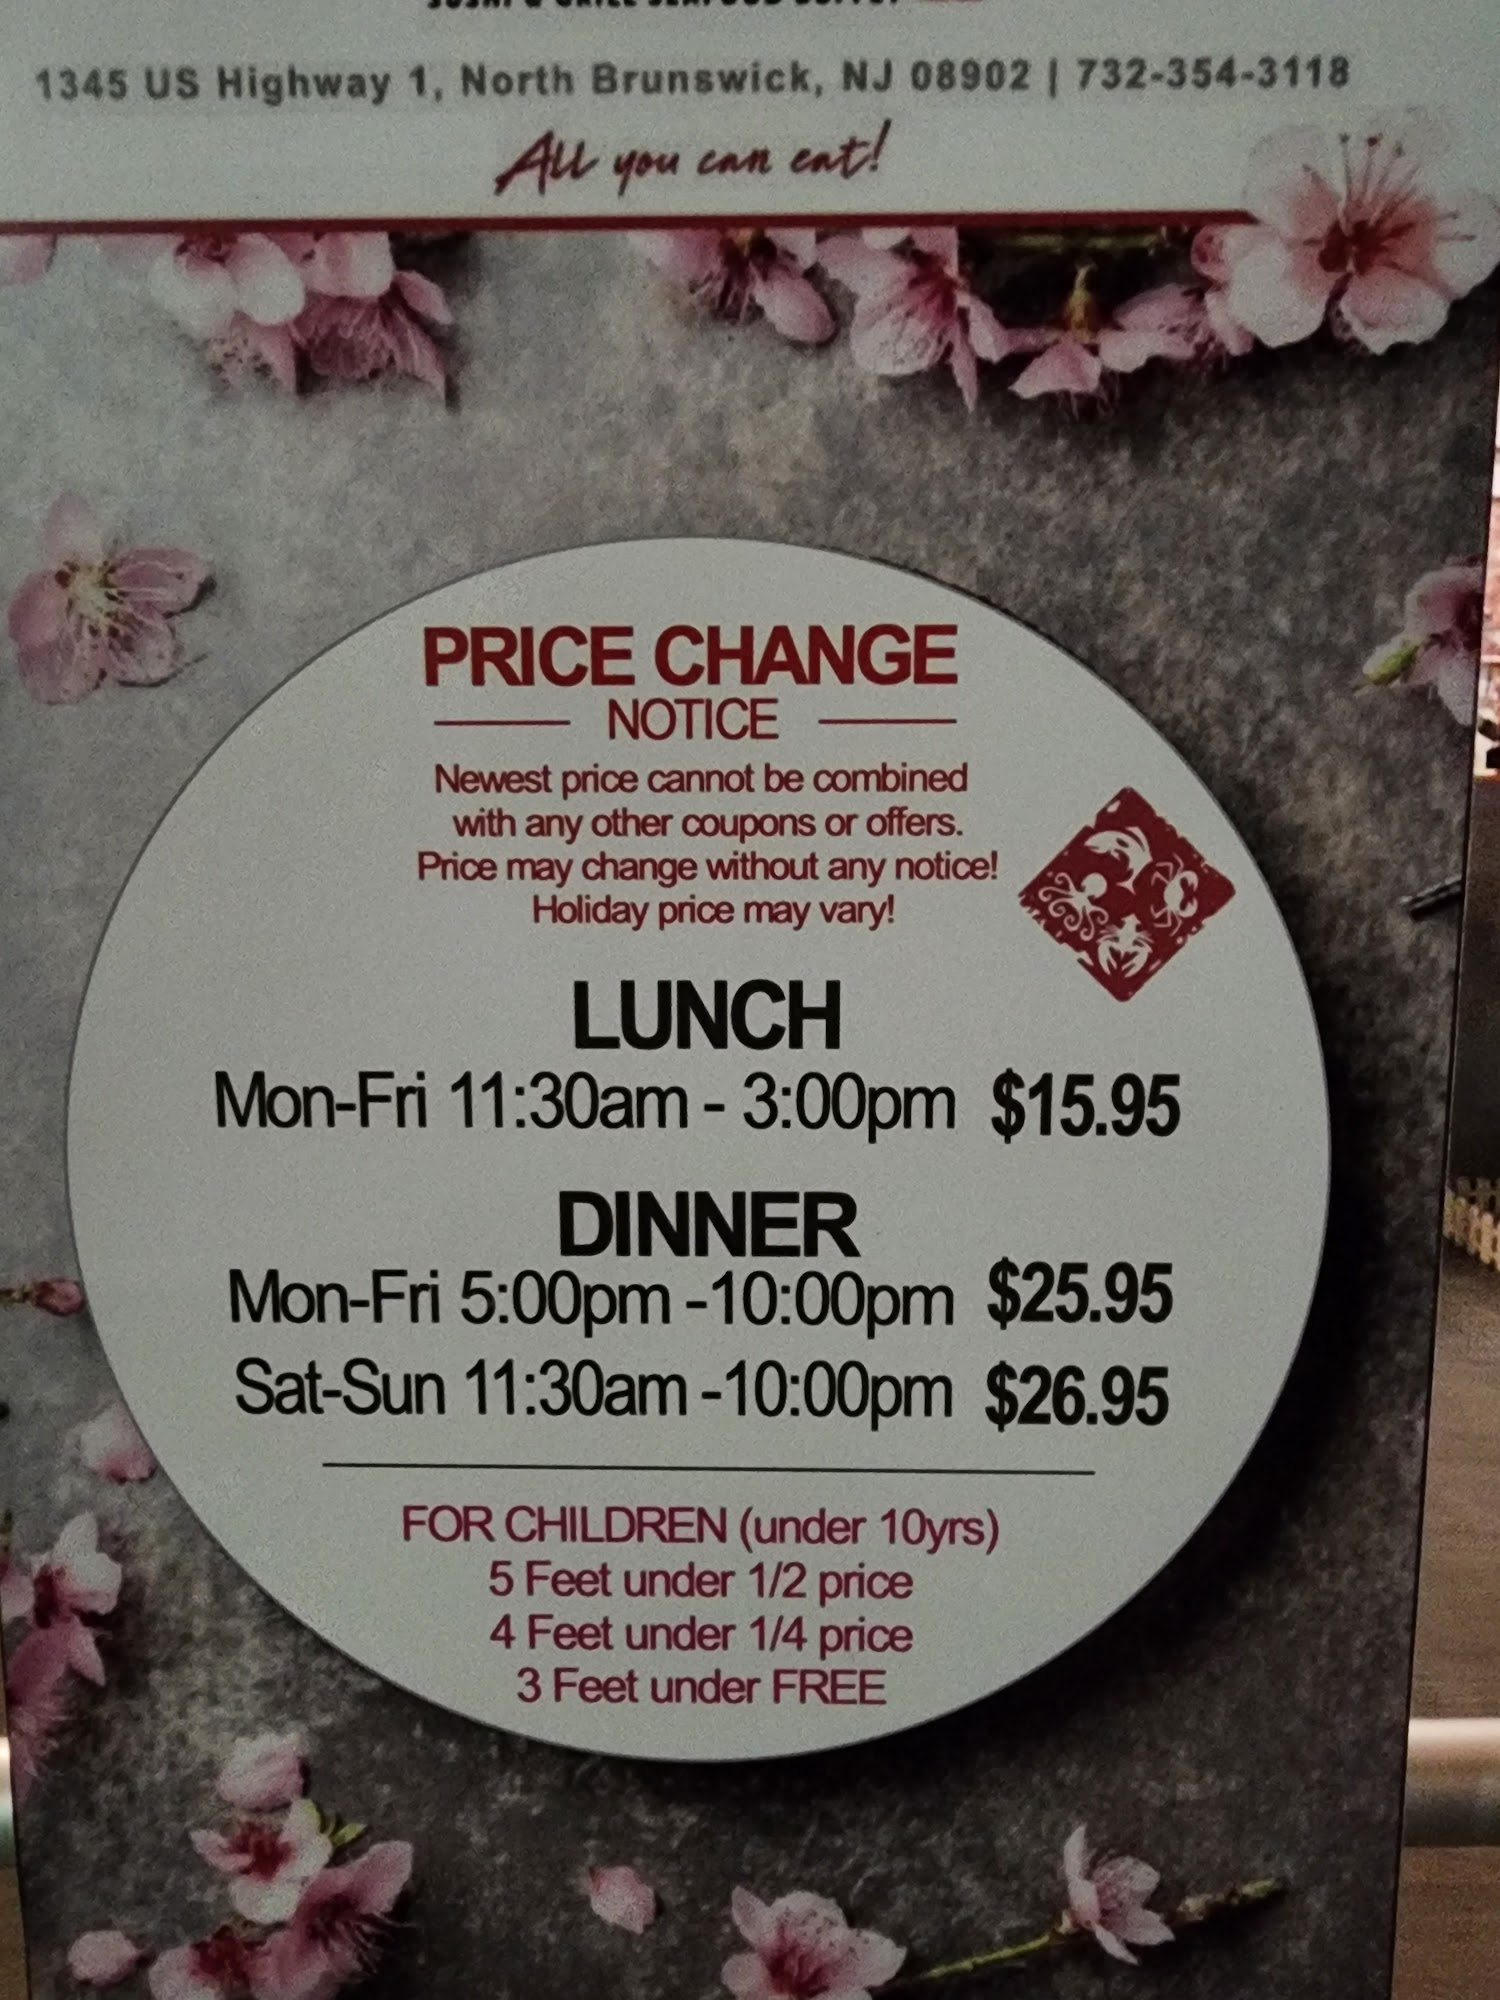 SUSHI & GRILL SEAFOOD BUFFET
1345 US Highway 1, North Brunswick, NJ 08902 | 732-354-3118
All you can eat!
PRICE CHANGE
NOTICE
Newest price cannot be combined
with any other coupons or offers.
Price may change without any notice!
Holiday price may vary!
LUNCH
Mon-Fri 11:30am - 3:00pm $15.95
DINNER
Mon-Fri 5:00pm -10:00pm $25.95
Sat-Sun 11:30am -10:00pm $26.95
FOR CHILDREN (under 10yrs)
5 Feet under 1/2 price
4 Feet under 1/4 price
3 Feet under FREE